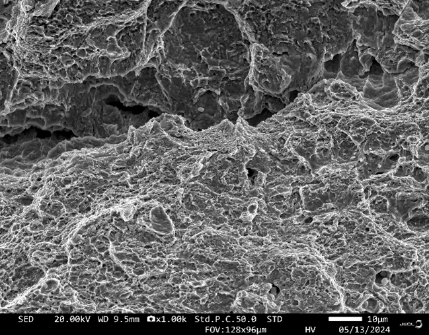 SED 20.00kV WD 9.5mm x1.00k Std.P.C.50.0 STD 10µm
FOV:128x96µm HV 05/13/2024